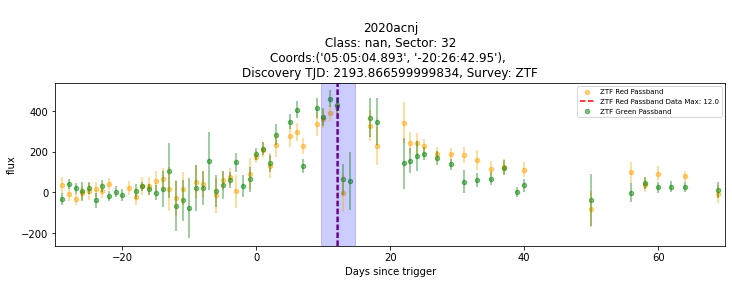 2020acnj
Class: nan, Sector: 32
Coords:('05:05:04.893', '-20:26:42.95'),
Discovery TJD: 2193.866599999834, Survey: ZTF
ZTF Red Passband
ZTF Red Passband Data Max: 12.0
ZTF Green Passband
flux
400
200
0
−200
−20
0
20
40
60
Days since trigger